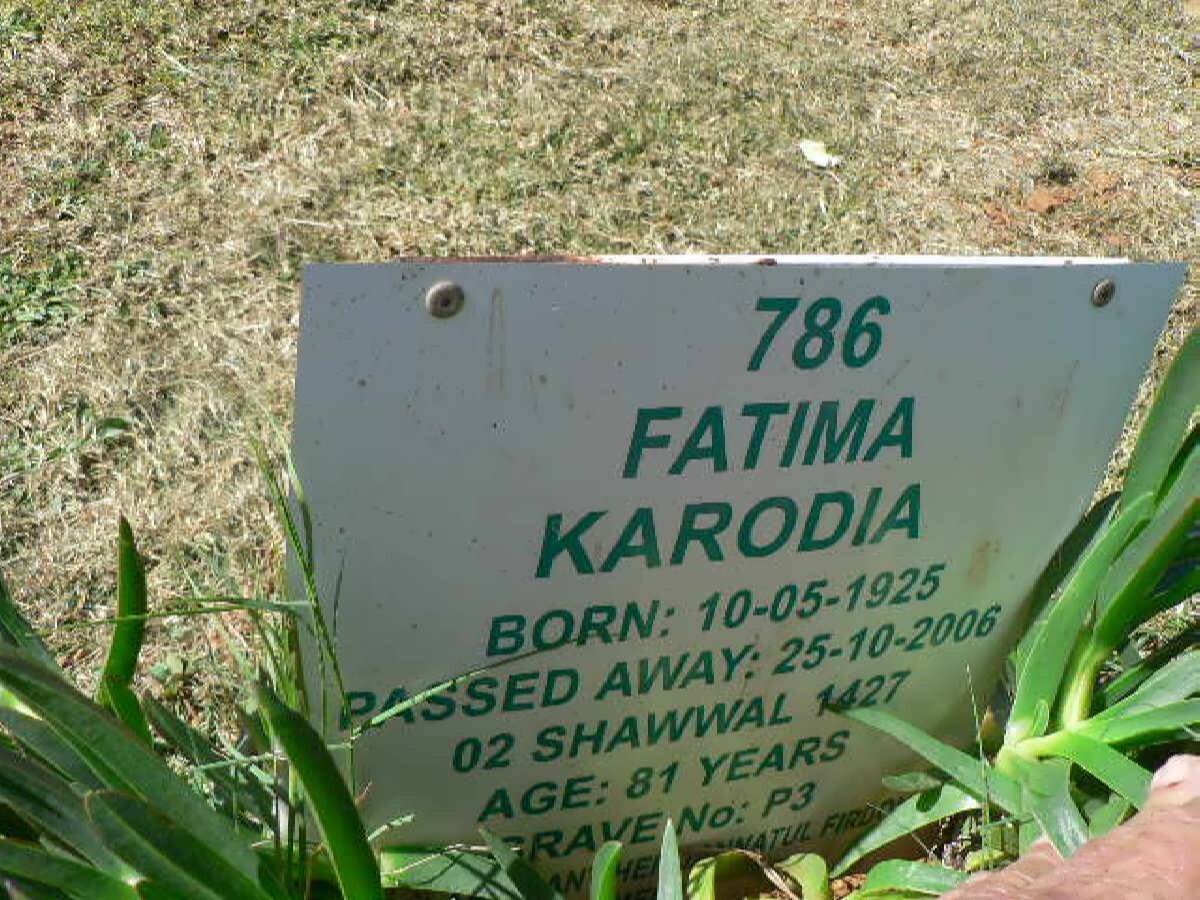 786
FATIMA
KARODIA
BORN: 10-05-1925
PASSED AWAY: 25-10-2006
02 SHAWWAL 1427
AGE: 81 YEARS
GRAVE No: P3